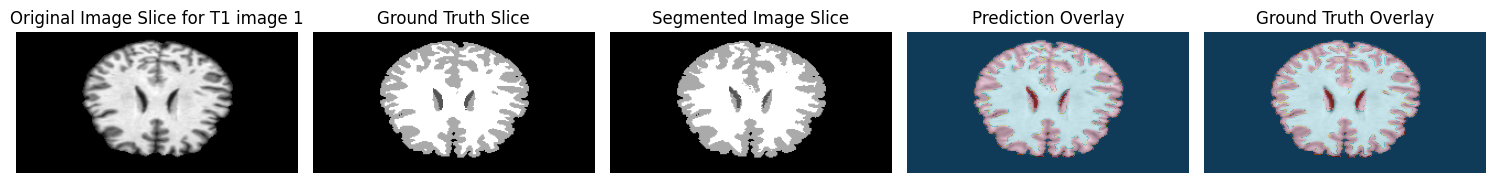 Original Image Slice for T1 image 1
Ground Truth Slice
Segmented Image Slice
Prediction Overlay
Ground Truth Overlay